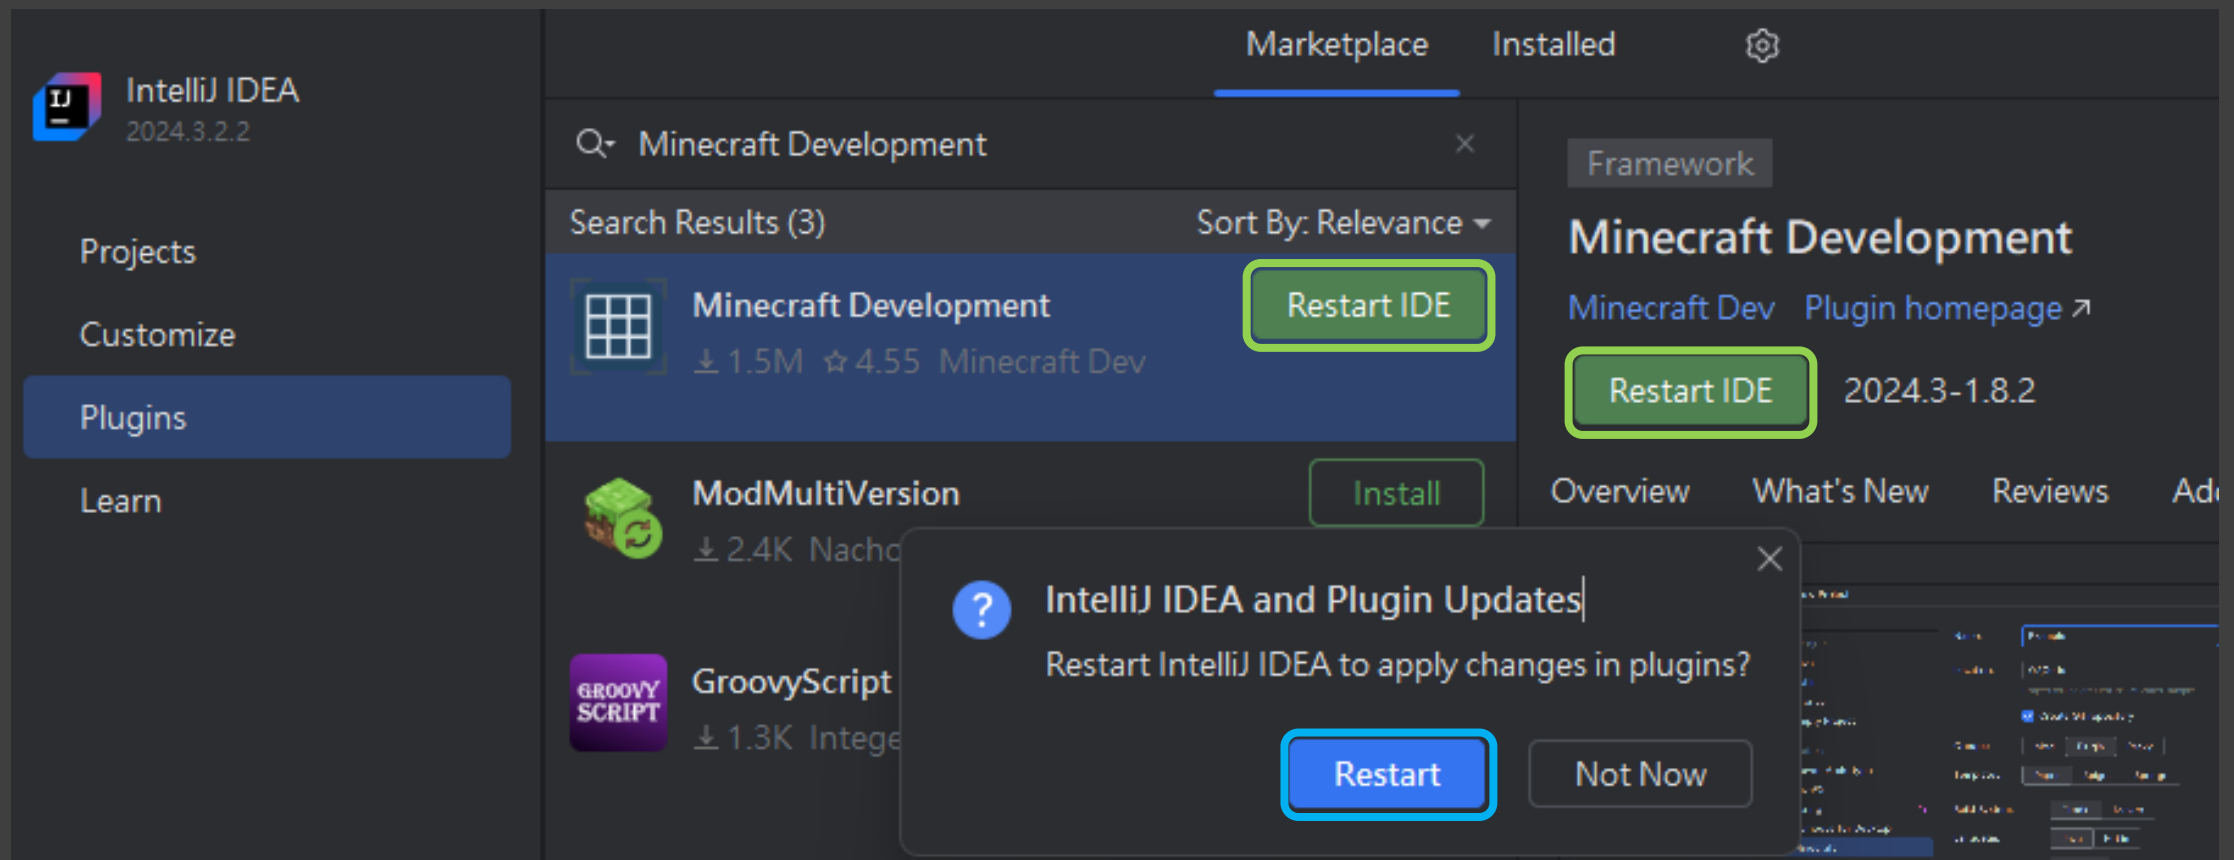 IntelliJ IDEA
2024.3.2.2
Projects
Customize
Plugins
Learn
Marketplace Installed
Minecraft Development
Search Results (3) Sort By: Relevance
Minecraft Development Restart IDE
1.5M 4.55 Minecraft Dev
ModMultiVersion Install
2.4K Nacho
GroovyScript
GROOVY
SCRIPT
1.3K Intege
Framework
Minecraft Development
Minecraft Dev Plugin homepage
Restart IDE 2024.3-1.8.2
Overview What's New Reviews
IntelliJ IDEA and Plugin Updates
Restart IntelliJ IDEA to apply changes in plugins?
Restart Not Now